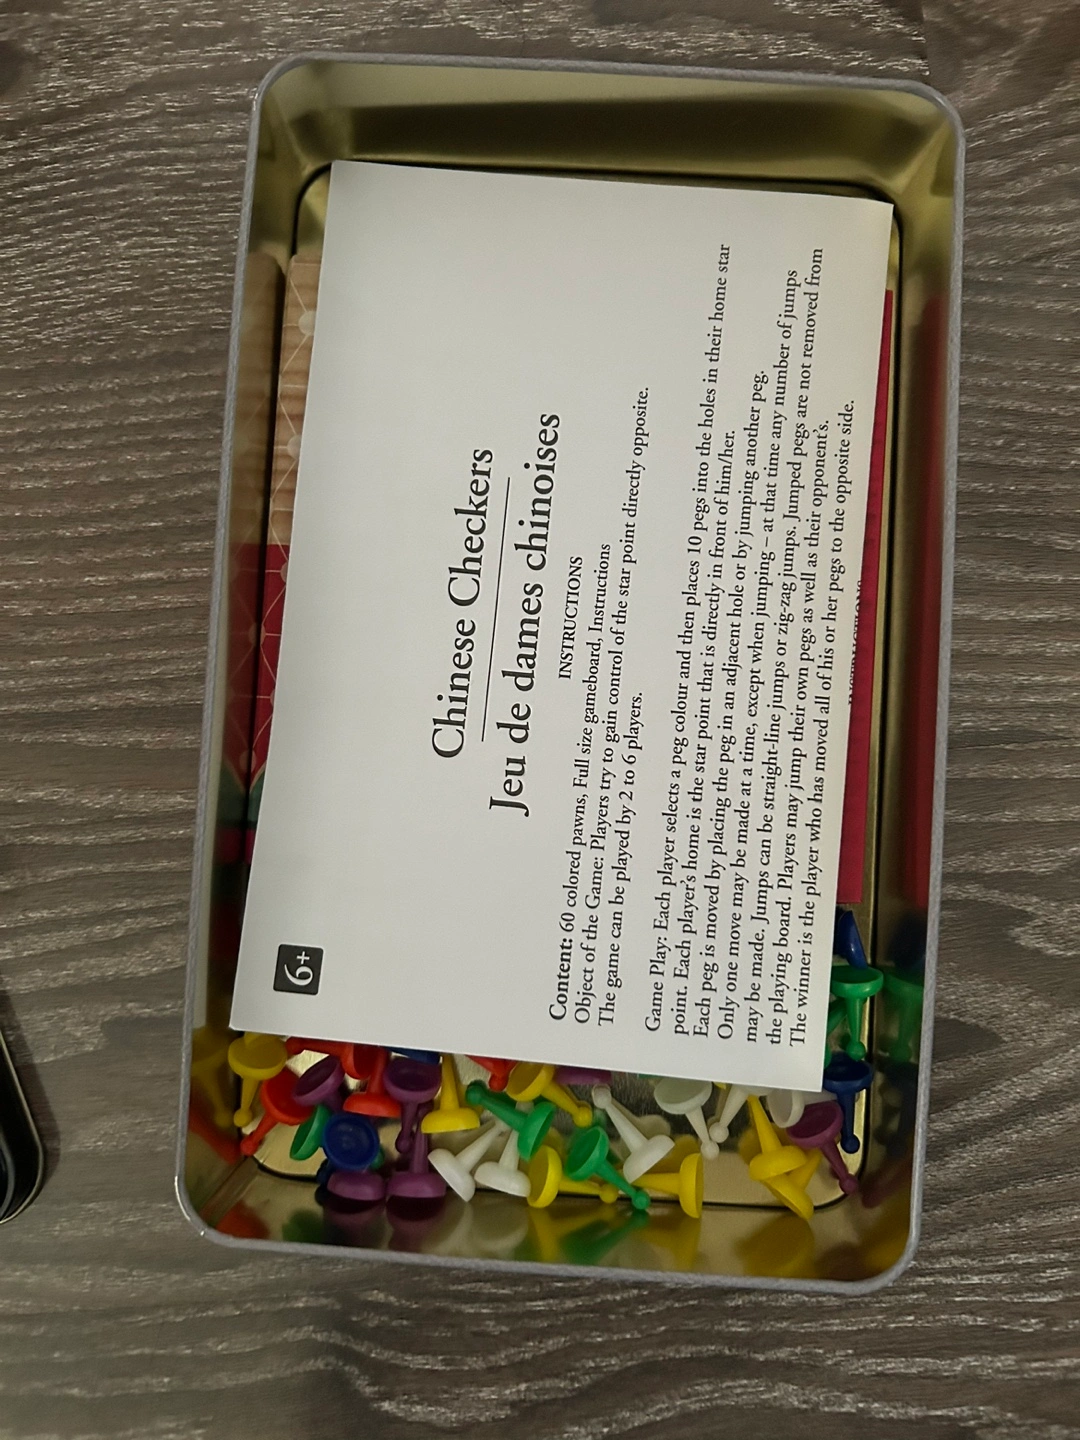 6+
Chinese Checkers
Jeu de dames chinoises
INSTRUCTIONS
Content: 60 colored pawns, Full size gameboard, Instructions
Object of the Game: Players try to gain control of the star point directly opposite.
The game can be played by 2 to 6 players.
Game Play: Each player selects a peg colour and then places 10 pegs into the holes in their home star
point. Each player's home is the star point that is directly in front of him/her.
Each peg is moved by placing the peg in an adjacent hole or by jumping another peg.
Only one move may be made at a time, except when jumping – at that time any number of jumps
may be made. Jumps can be straight-line jumps or zig-zag jumps. Jumped pegs are not removed from
the playing board. Players may jump their own pegs as well as their opponent's.
The winner is the player who has moved all of his or her pegs to the opposite side.